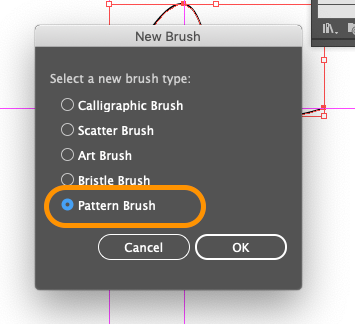 New Brush
Select a new brush type:
Calligraphic Brush
Scatter Brush
Art Brush
Bristle Brush
Pattern Brush
Cancel OK